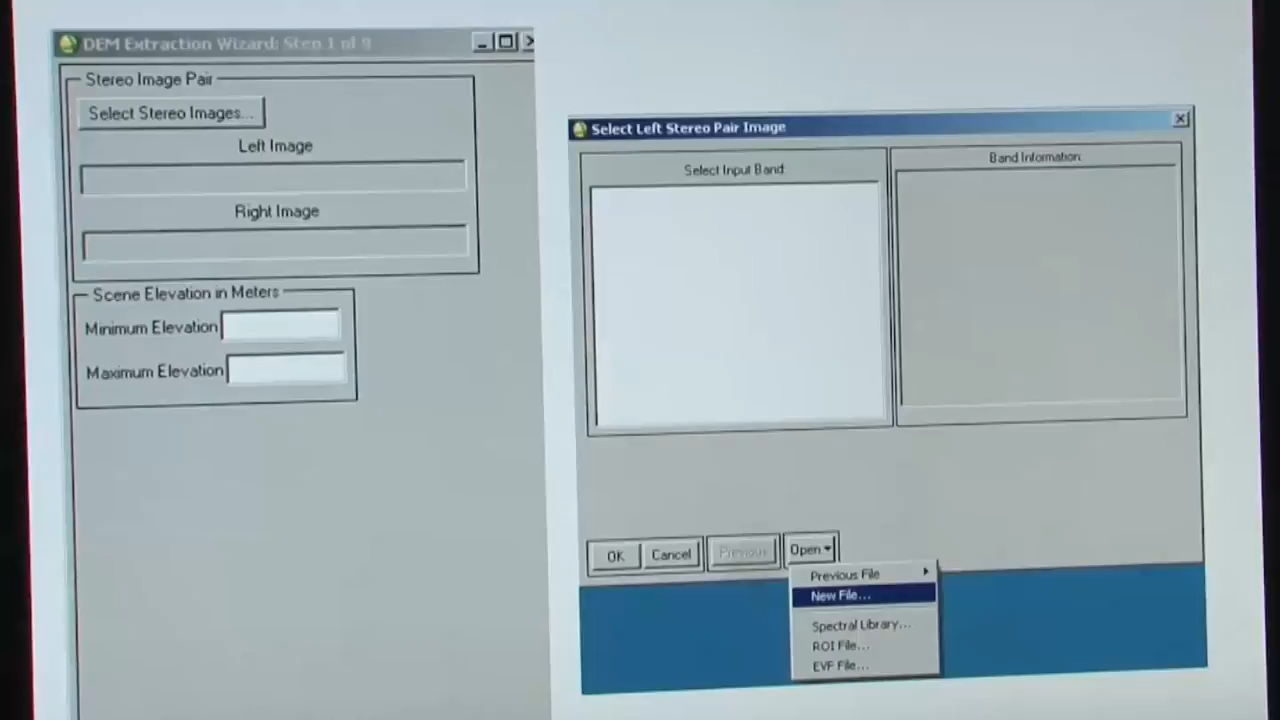 DEM Extraction Wizard: Step 1 of 9
Stereo Image Pair
Select Stereo Images...
Left Image
Right Image
Scene Elevation in Meters
Minimum Elevation
Maximum Elevation
Select Left Stereo Pair Image
Select Input Band
Band Information
OK
Cancel
Previous
Open
Previous File
New File...
Spectral Library...
ROI File...
EVF File...